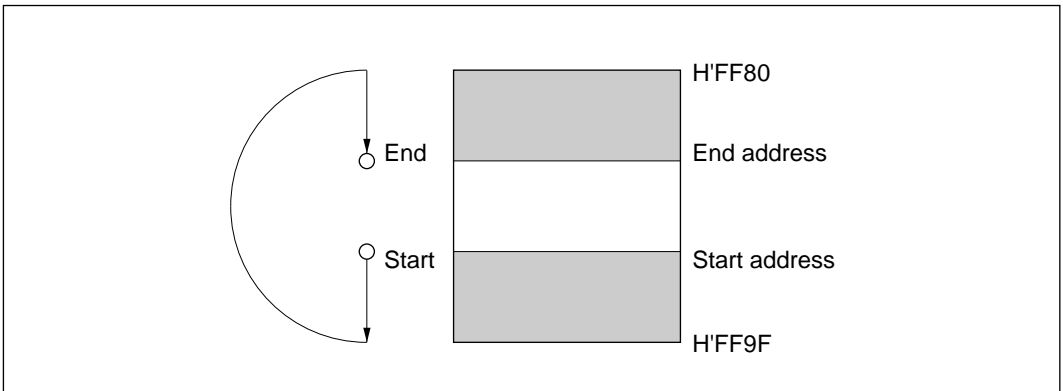 H'FF80
End
End address
Start
Start address
H'FF9F